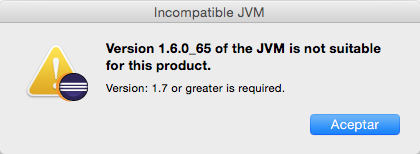 Incompatible JVM
Version 1.6.0_65 of the JVM is not suitable
for this product.
Version: 1.7 or greater is required.
Aceptar